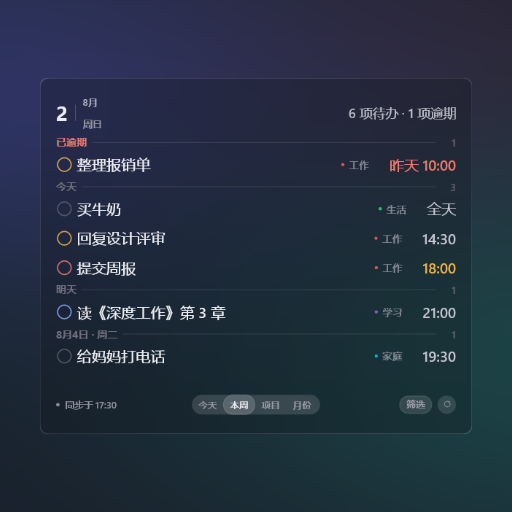 2
8月
周日
6 项待办 · 1 项逾期
已逾期 1
整理报销单 • 工作 昨天 10:00
今天 3
买牛奶 • 生活 全天
回复设计评审 • 工作 14:30
提交周报 • 工作 18:00
明天 1
读《深度工作》第 3 章 • 学习 21:00
8月4日 · 周二 1
给妈妈打电话 • 家庭 19:30
• 同步于 17:30 今天 本周 项目 月份 筛选